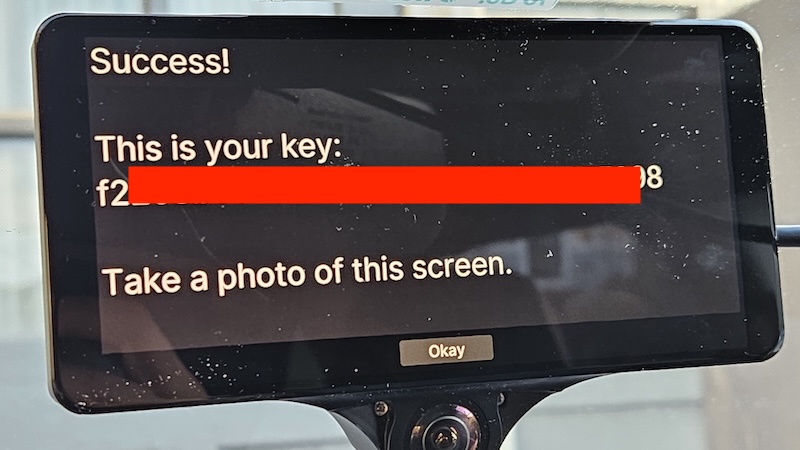 Success!
This is your key:
f2
98
Take a photo of this screen.
Okay